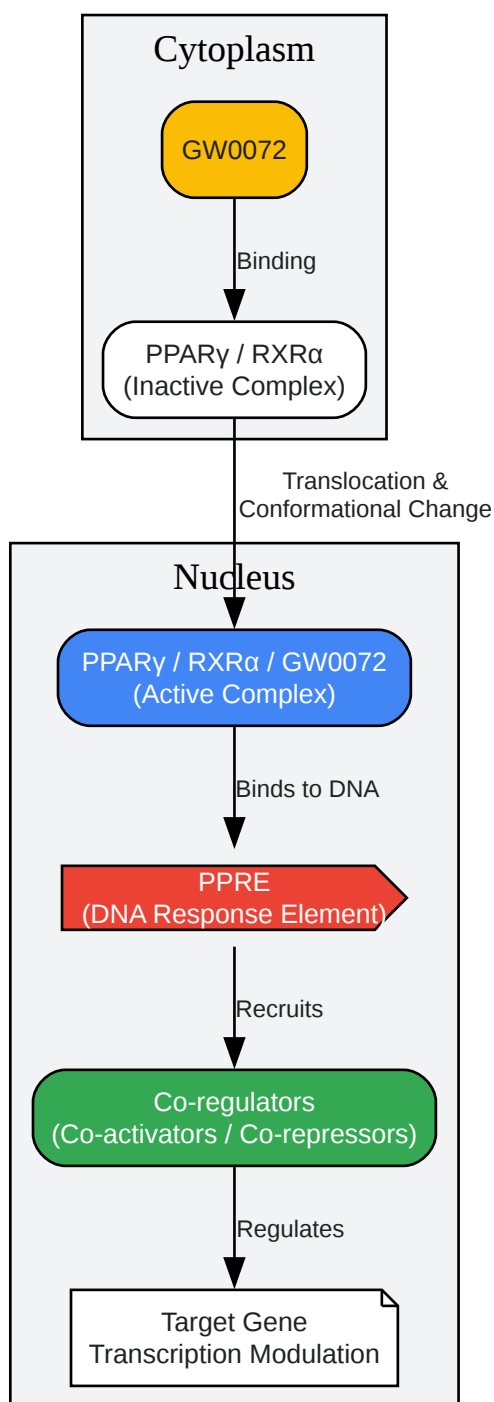 Cytoplasm
GW0072
Binding
PPARγ / RXRα
(Inactive Complex)
Translocation &
Conformational Change
Nucleus
PPARγ / RXRα / GW0072
(Active Complex)
Binds to DNA
PPRE
(DNA Response Element)
Recruits
Co-regulators
(Co-activators / Co-repressors)
Regulates
Target Gene
Transcription Modulation